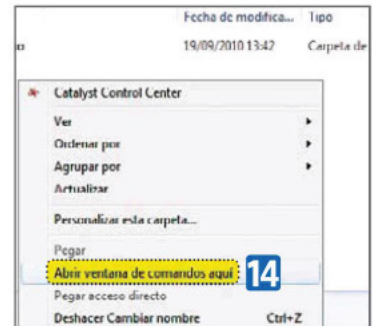 Fecha de modifica... Tipo
19/09/2010 13:42 Carpeta de
Catalyst Control Center
Ver
Ordenar por
Agrupar por
Actualizar
Personalizar esta carpeta...
Pegar
Abrir ventana de comandos aquí 14
Pegar acceso directo
Deshacer Cambiar nombre Ctrl+Z